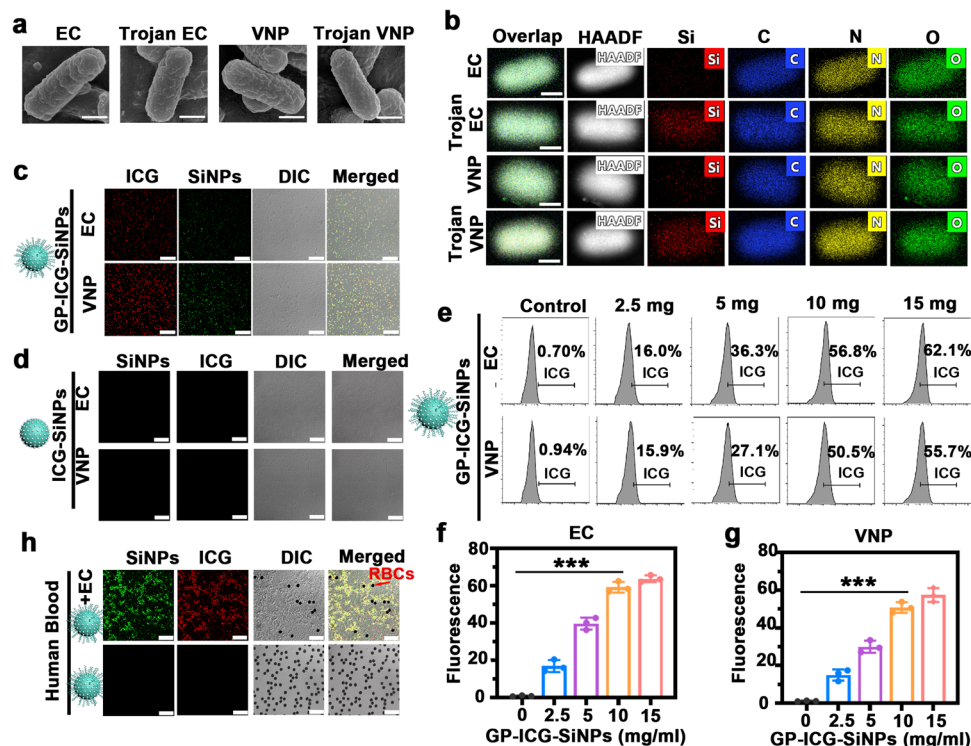 a
EC
Trojan EC
VNP
Trojan VNP
b
Overlap
HAADF
Si
C
N
O
EC
HAADF
Si
C
N
O
Trojan
EC
HAADF
Si
C
N
O
VNP
HAADF
Si
C
N
O
Trojan
VNP
HAADF
Si
C
N
O
c
ICG
SiNPs
DIC
Merged
GP-ICG-SiNPs
EC
VNP
d
SiNPs
ICG
DIC
Merged
ICG-SiNPs
EC
VNP
e
Control
2.5 mg
5 mg
10 mg
15 mg
GP-ICG-SiNPs
EC
0.70%
ICG
16.0%
ICG
36.3%
ICG
56.8%
ICG
62.1%
ICG
VNP
0.94%
ICG
15.9%
ICG
27.1%
ICG
50.5%
ICG
55.7%
ICG
h
SiNPs
ICG
DIC
Merged
Human Blood
+EC
RBCs
f
EC
Fluorescence
80
60
40
20
0
***
0
2.5
5
10
15
GP-ICG-SiNPs (mg/ml)
g
VNP
Fluorescence
80
60
40
20
0
***
0
2.5
5
10
15
GP-ICG-SiNPs (mg/ml)